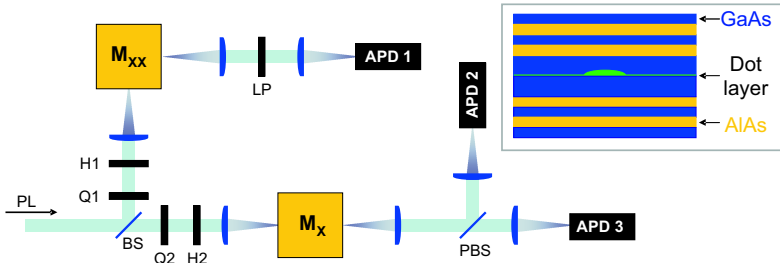 M_XX
APD 1
LP
H1
Q1
PL
BS
Q2
H2
M_X
APD 2
PBS
APD 3
GaAs
Dot
layer
AlAs